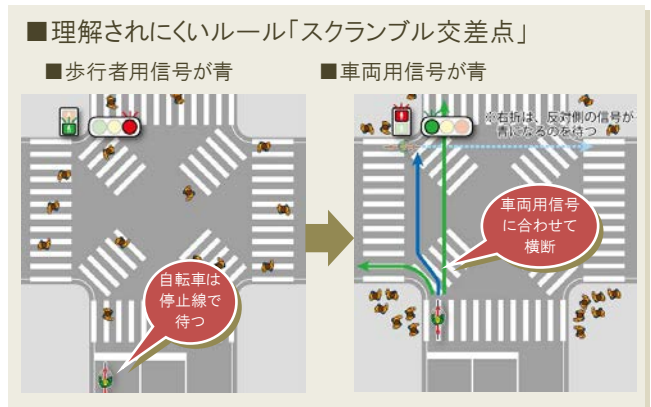 ■理解されにくいルール「スクランブル交差点」
■歩行者用信号が青
■車両用信号が青
※右折は、反対側の信号が
青になるのを待つ
車両用信号
に合わせて
横断
自転車は
停止線で
待つ